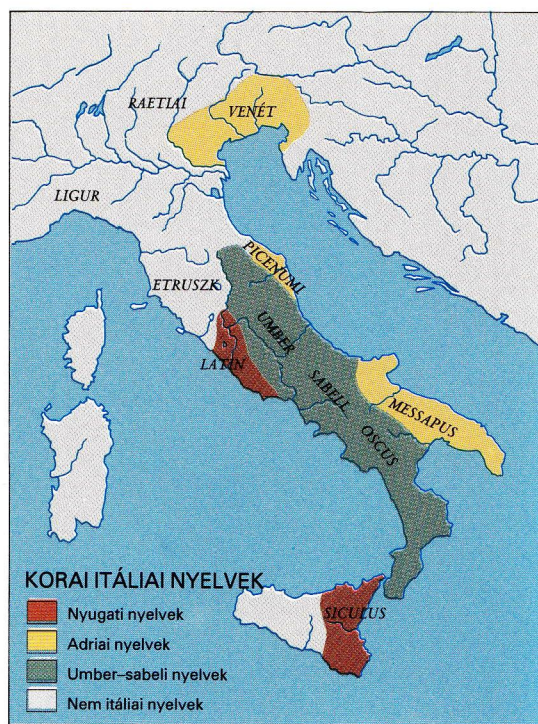 RAETIAI
VENÉT
LIGUR
PICENUMI
ETRUSZK
UMBER
LATIN
SABELL
MESSAPUS
OSCUS
KORAI ITÁLIAI NYELVEK
SICULUS
Nyugati nyelvek
Adriai nyelvek
Umber–sabeli nyelvek
Nem itáliai nyelvek